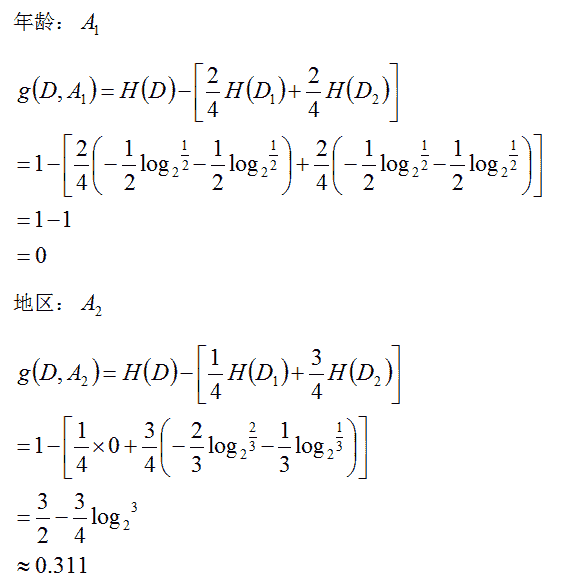 年龄： A₁
g(D, A₁) = H(D) − [2/4 H(D₁) + 2/4 H(D₂)]
= 1 − [2/4(−1/2 log₂^(1/2) − 1/2 log₂^(1/2)) + 2/4(−1/2 log₂^(1/2) − 1/2 log₂^(1/2))]
= 1 − 1
= 0
地区： A₂
g(D, A₂) = H(D) − [1/4 H(D₁) + 3/4 H(D₂)]
= 1 − [1/4 × 0 + 3/4(−2/3 log₂^(2/3) − 1/3 log₂^(1/3))]
= 3/2 − 3/4 log₂^3
≈ 0.311